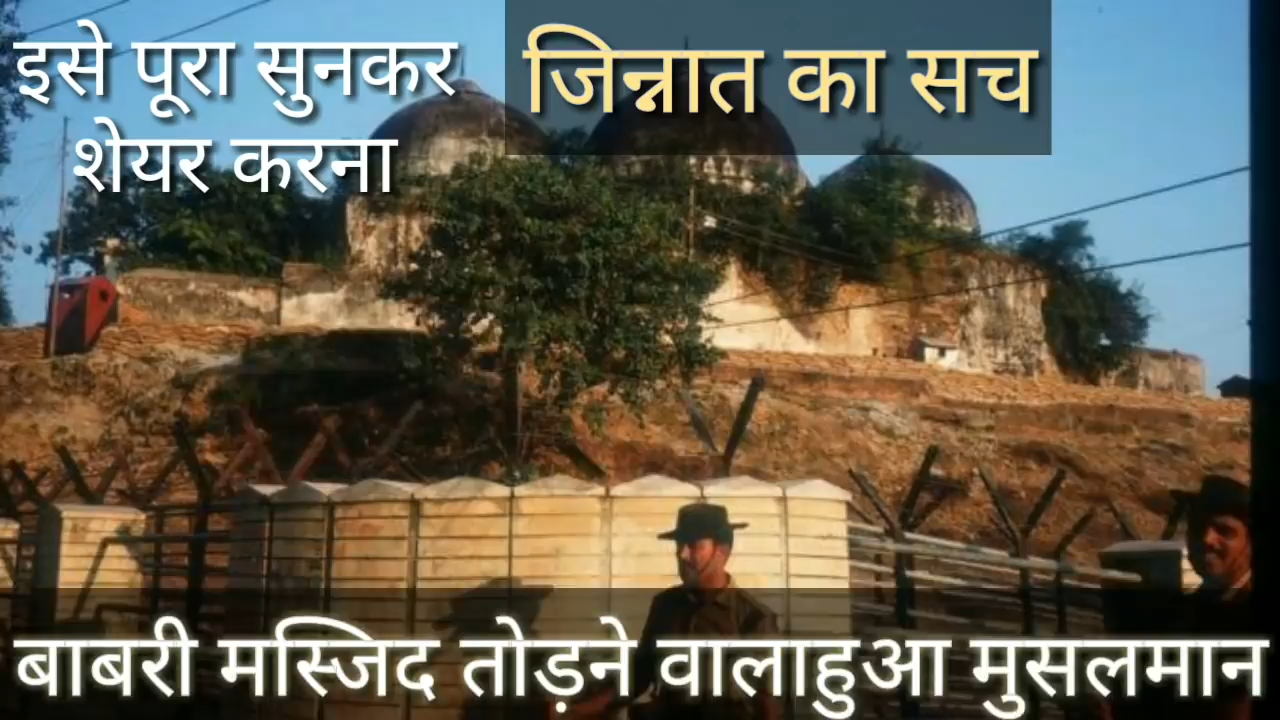 इसे पूरा सुनकर
शेयर करना
जिन्नात का सच
बाबरी मस्जिद तोड़ने वालाहुआ मुसलमान